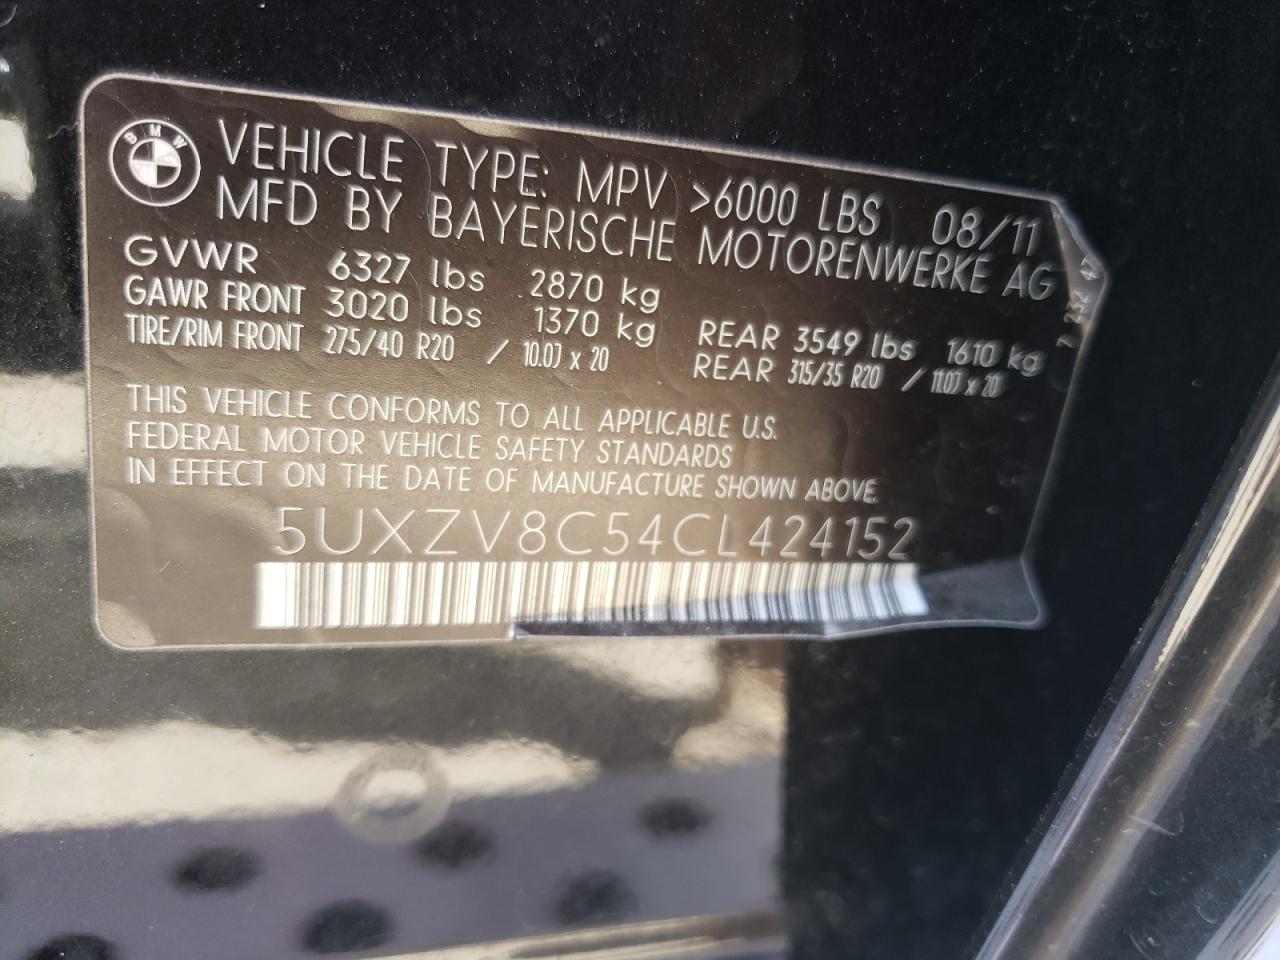 BMW
VEHICLE TYPE: MPV >6000 LBS 08/11
MFD BY BAYERISCHE MOTORENWERKE AG
GVWR 6327 lbs 2870 kg
GAWR FRONT 3020 lbs 1370 kg REAR 3549 lbs 1610 kg
TIRE/RIM FRONT 275/40 R20 / 10.0J x 20 REAR 315/35 R20 / 11.0J x 20
THIS VEHICLE CONFORMS TO ALL APPLICABLE U.S.
FEDERAL MOTOR VEHICLE SAFETY STANDARDS
IN EFFECT ON THE DATE OF MANUFACTURE SHOWN ABOVE
5UXZV8C54CL424152